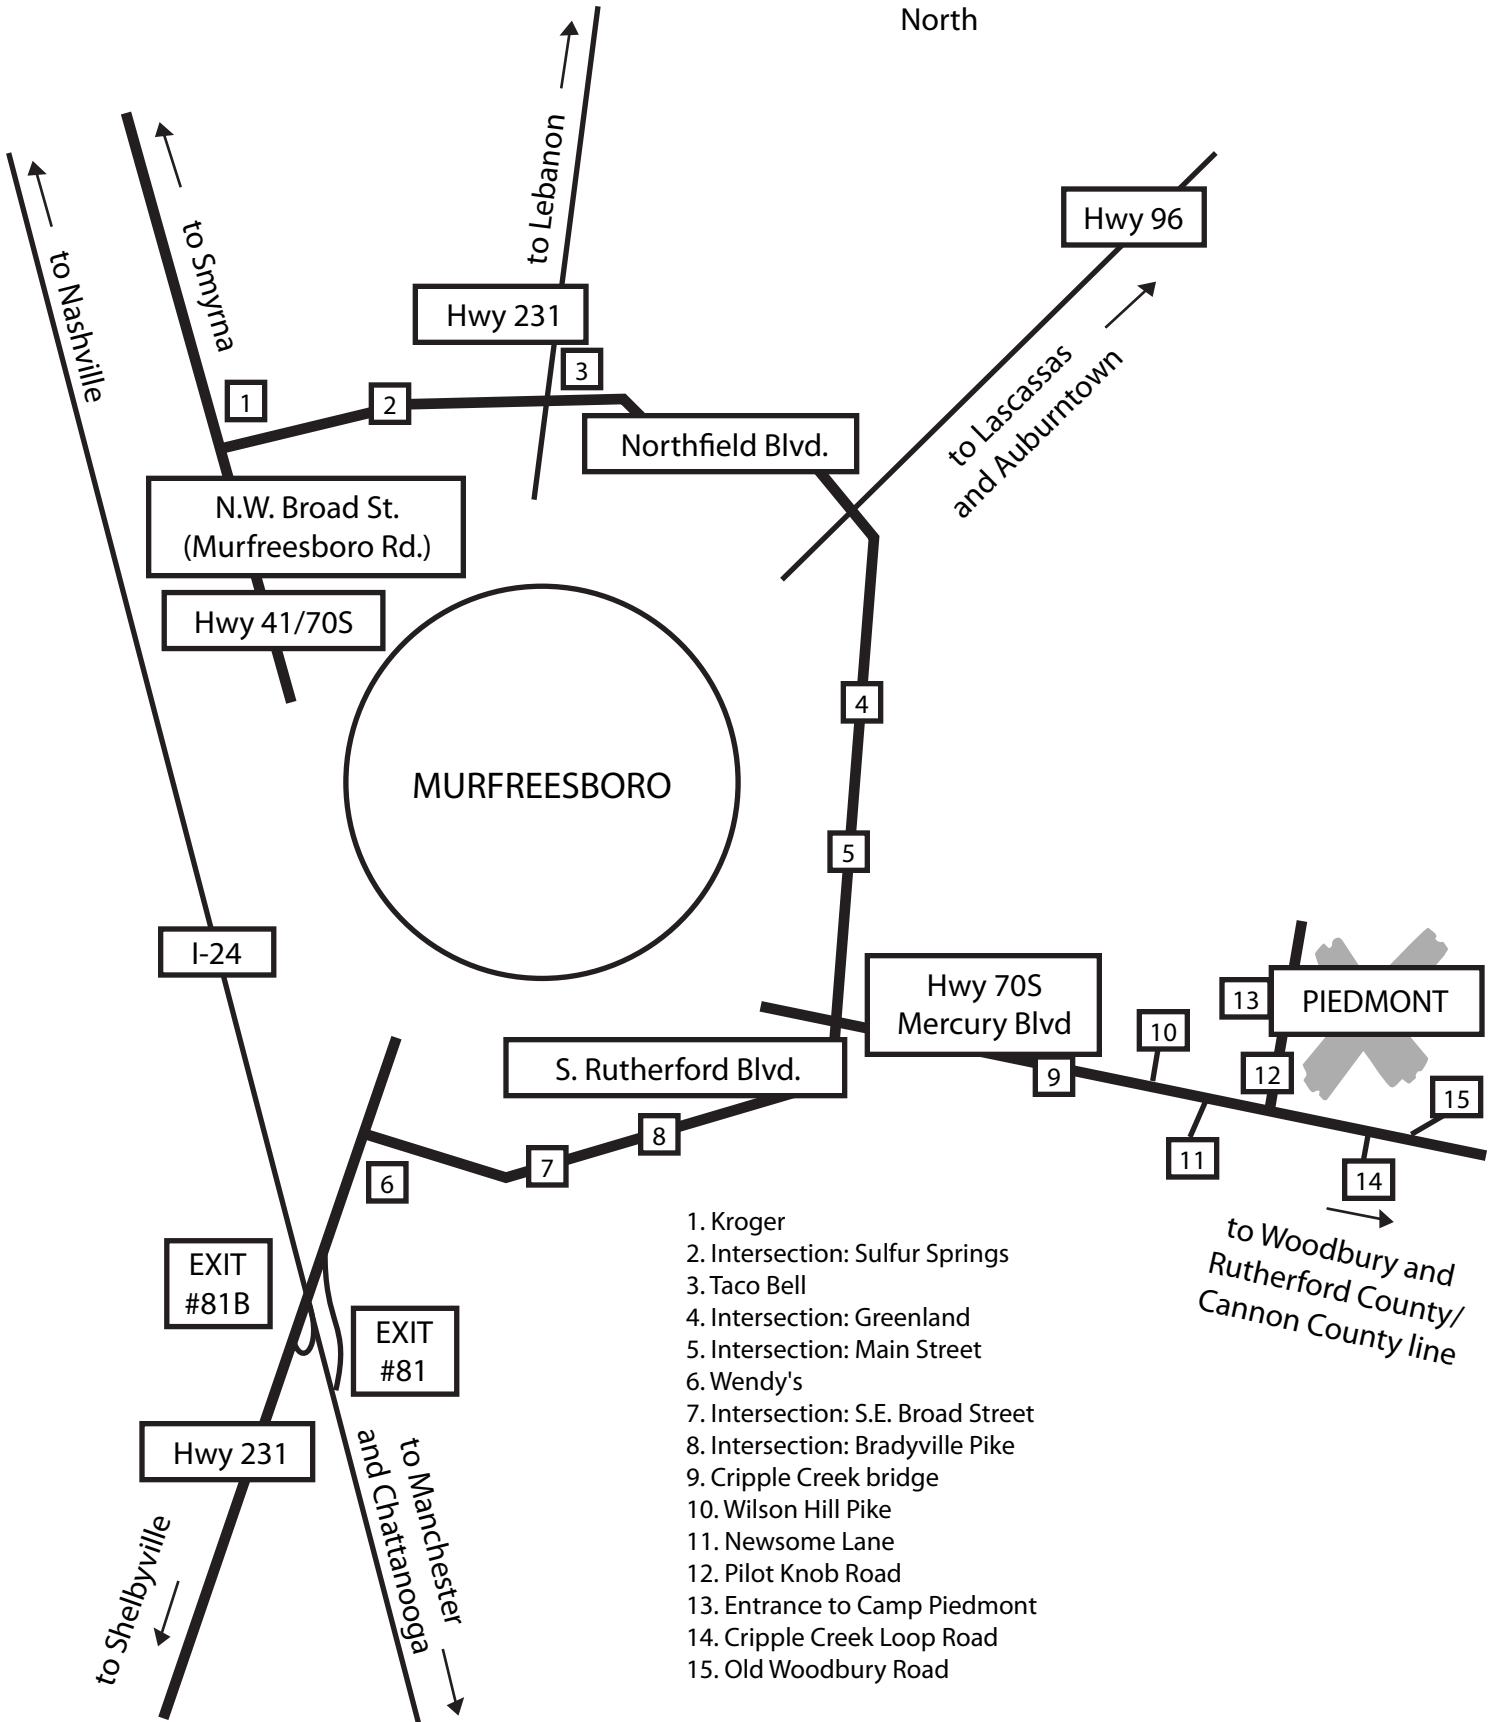 North
to Lebanon
to Smyrna
to Nashville
Hwy 96
Hwy 231
3
1
2
to Lascassas
and Auburntown
Northfield Blvd.
N.W. Broad St.
(Murfreesboro Rd.)
Hwy 41/70S
4
MURFREESBORO
5
I-24
Hwy 70S
Mercury Blvd
13
PIEDMONT
10
S. Rutherford Blvd.
9
12
15
8
7
11
6
14
to Woodbury and
Rutherford County/
Cannon County line
EXIT
#81B
EXIT
#81
Hwy 231
to Manchester
and Chattanooga
to Shelbyville
1. Kroger
2. Intersection: Sulfur Springs
3. Taco Bell
4. Intersection: Greenland
5. Intersection: Main Street
6. Wendy's
7. Intersection: S.E. Broad Street
8. Intersection: Bradyville Pike
9. Cripple Creek bridge
10. Wilson Hill Pike
11. Newsome Lane
12. Pilot Knob Road
13. Entrance to Camp Piedmont
14. Cripple Creek Loop Road
15. Old Woodbury Road